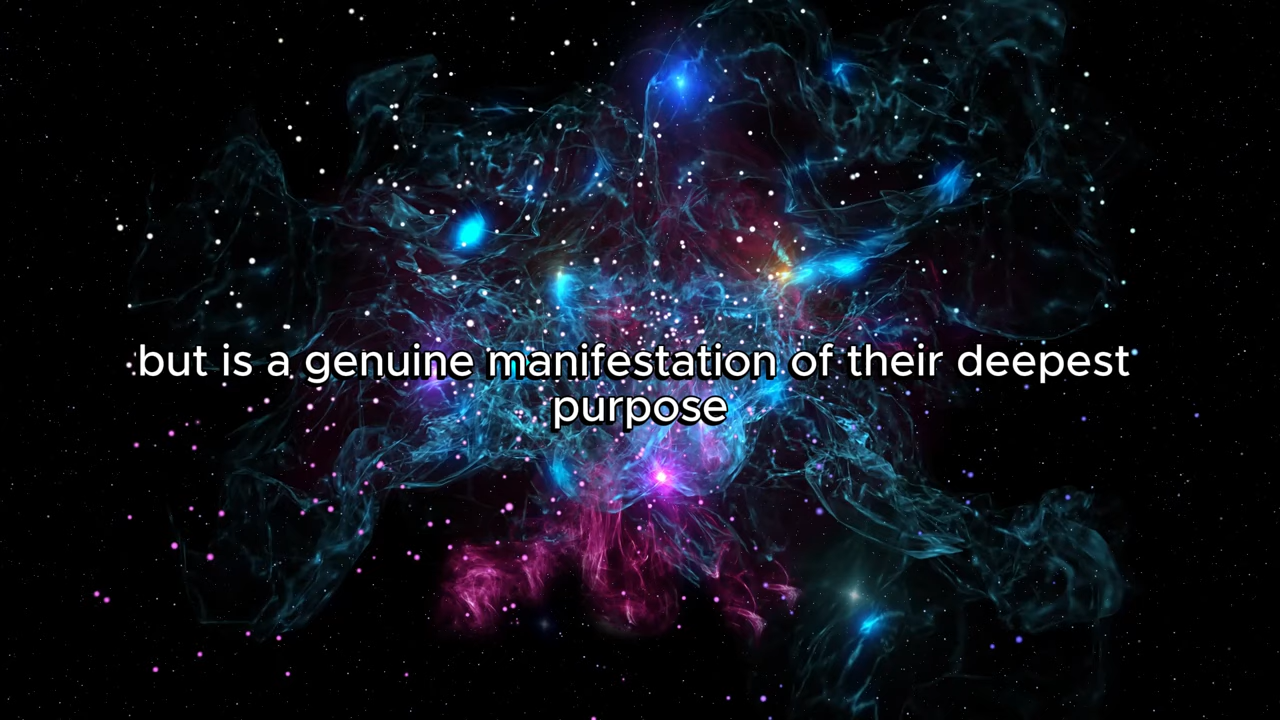 but is a genuine manifestation of their deepest
purpose